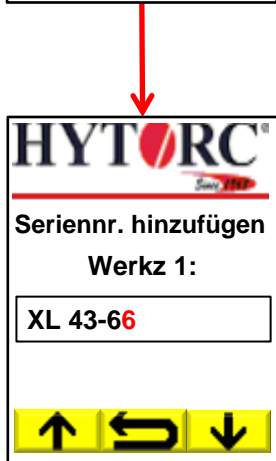 HYTORC®
Since 1968
Seriennr. hinzufügen
Werkz 1:
XL 43-66